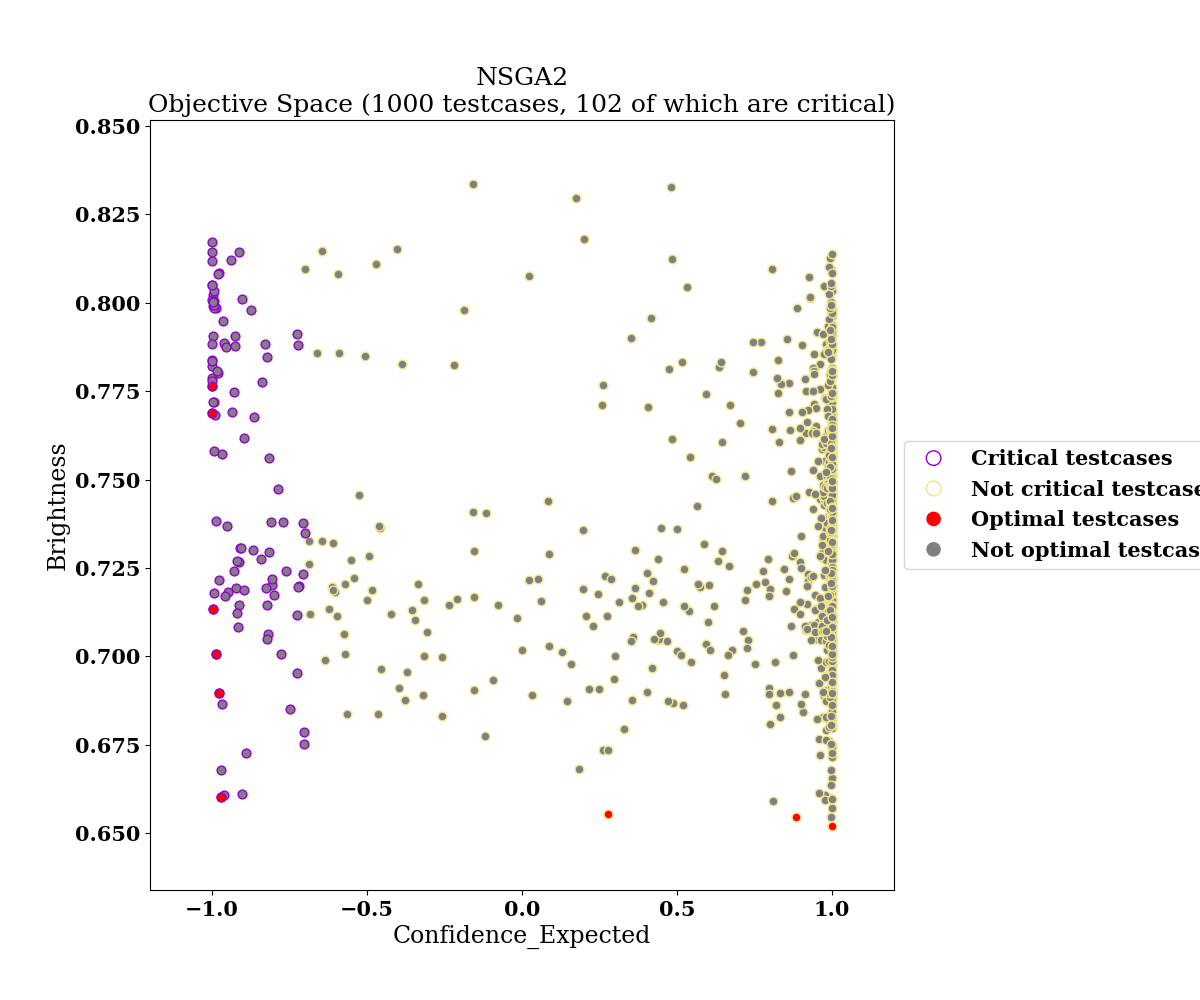 NSGA2
Objective Space (1000 testcases, 102 of which are critical)
0.850
0.825
0.800
0.775
0.750
0.725
0.700
0.675
0.650
Brightness
−1.0
−0.5
0.0
0.5
1.0
Confidence_Expected
Critical testcases
Not critical testcase
Optimal testcases
Not optimal testcas